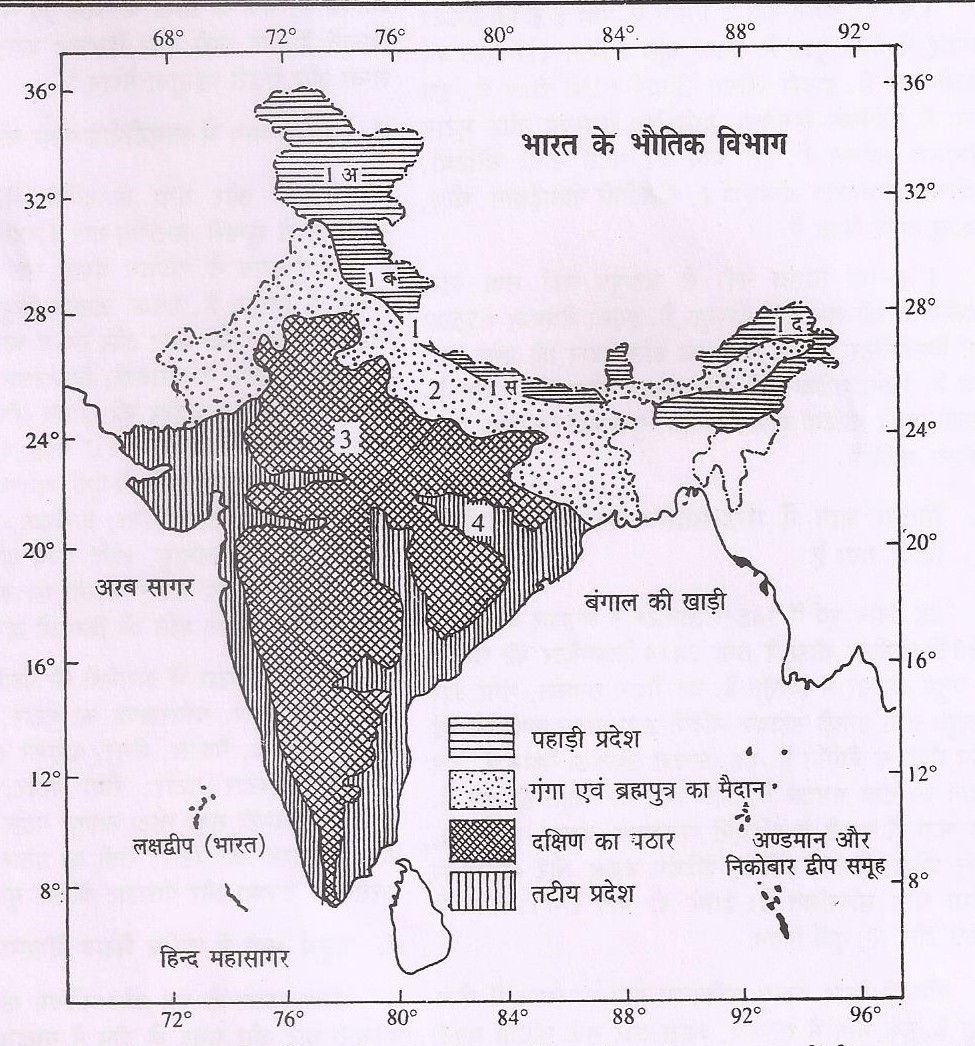 68° 72° 76° 80° 84° 88° 92°
36° 36°
भारत के भौतिक विभाग
1 अ
32° 32°
1 ब
28° 28°
1 1 द
2 1 स
24° 24°
3
4
20° 20°
अरब सागर
बंगाल की खाड़ी
16° 16°
पहाड़ी प्रदेश
12° 12°
गंगा एवं ब्रह्मपुत्र का मैदान
लक्षद्वीप (भारत)
दक्षिण का पठार
अण्डमान और
निकोबार द्वीप समूह
8° 8°
तटीय प्रदेश
हिन्द महासागर
72° 76° 80° 84° 88° 92° 96°